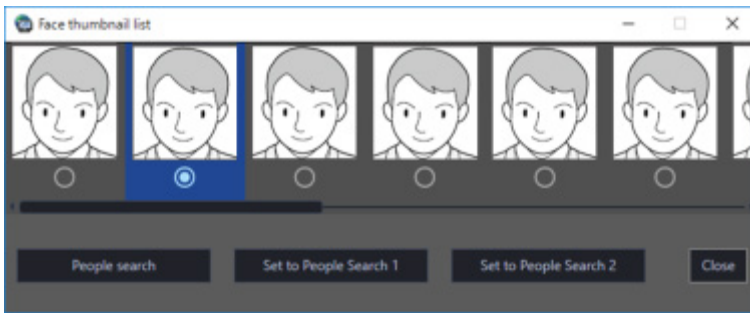 Face thumbnail list
People search
Set to People Search 1
Set to People Search 2
Close